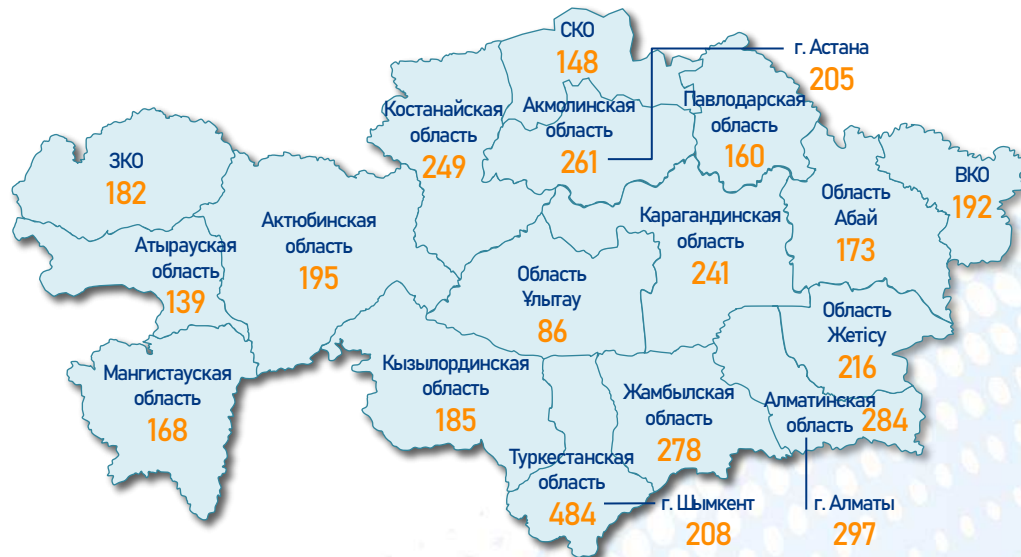 СКО
148
г. Астана
205
Костанайская
область
249
Акмолинская
область
261
Павлодарская
область
160
ЗКО
182
ВКО
192
Актюбинская
область
195
Карагандинская
область
241
Область
Абай
173
Атырауская
область
139
Область
Ұлытау
86
Область
Жетісу
216
Мангистауская
область
168
Кызылординская
область
185
Жамбылская
область
278
Алматинская
область 284
Туркестанская
область
484
г. Шымкент
208
г. Алматы
297